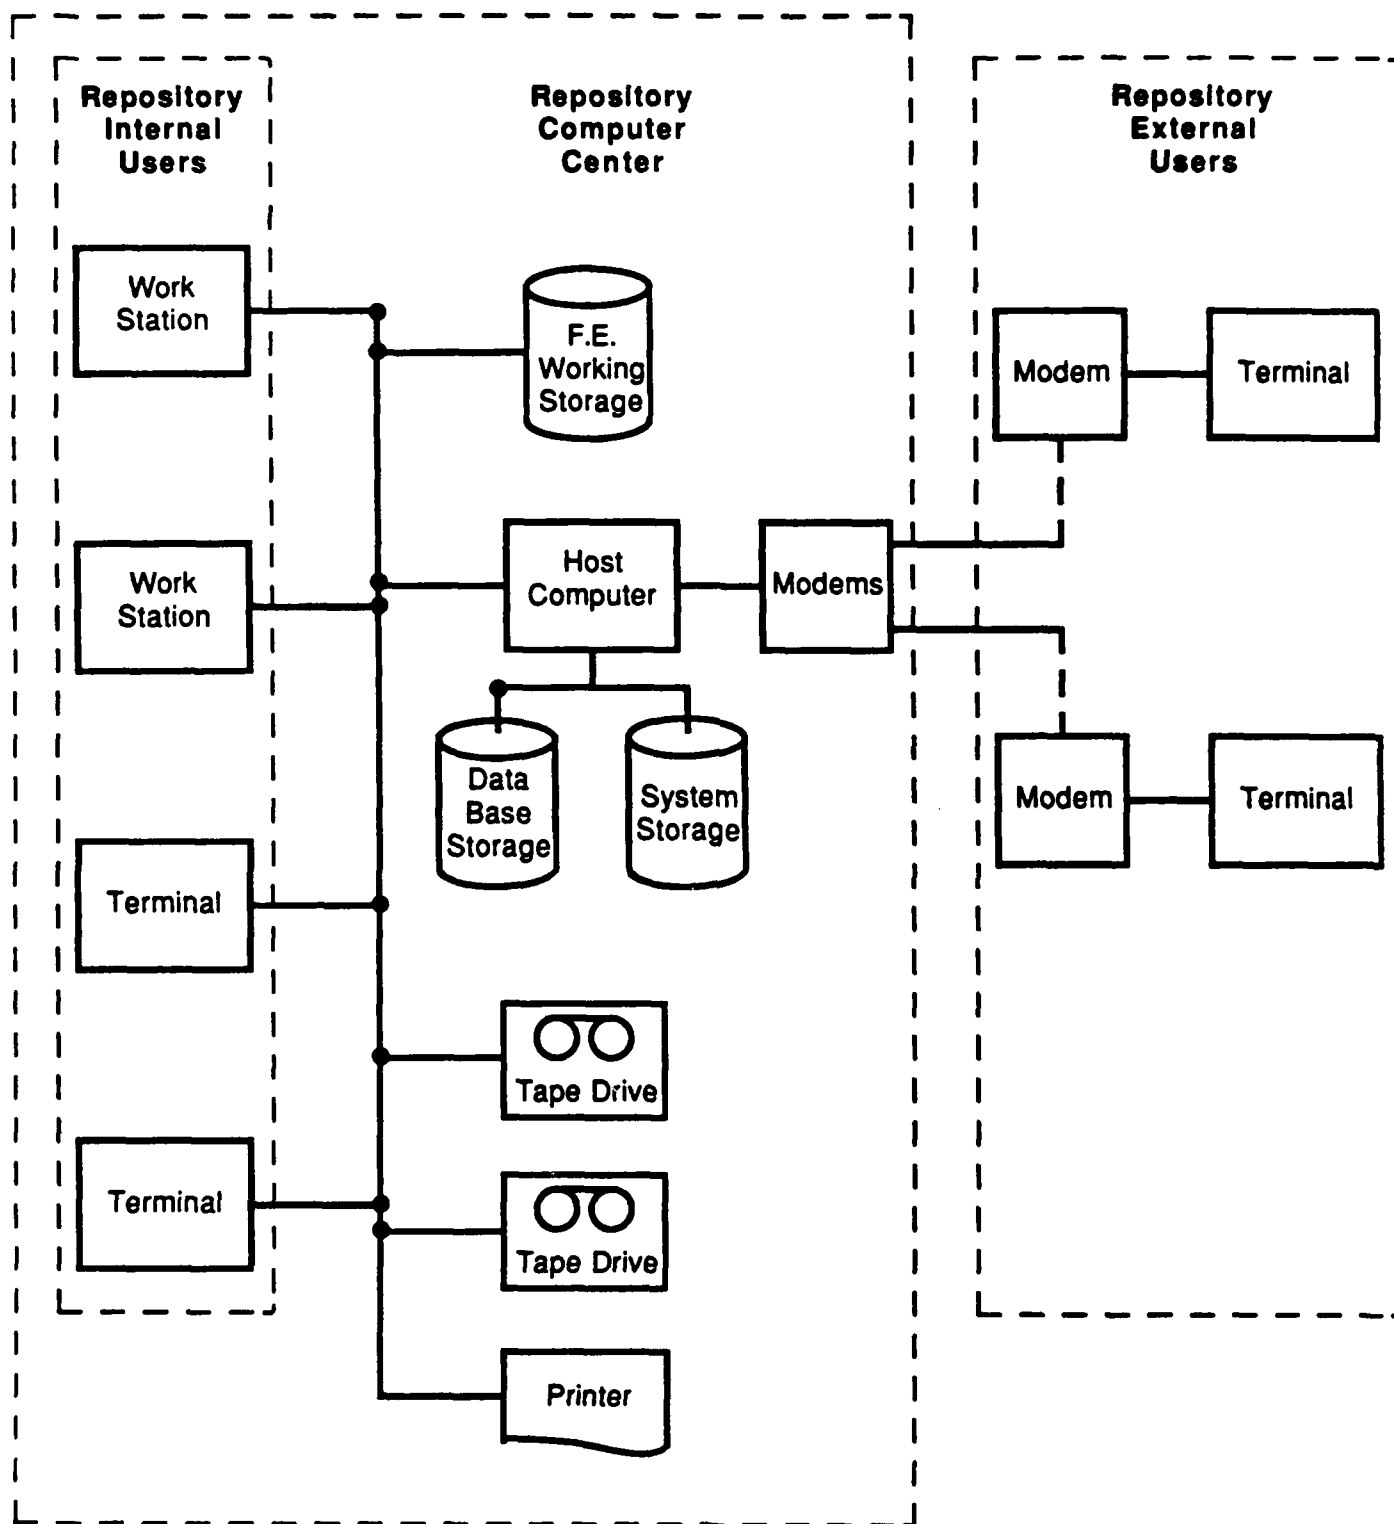 Repository
Internal
Users
Repository
Computer
Center
Repository
External
Users
Work
Station
F.E.
Working
Storage
Modem
Terminal
Work
Station
Host
Computer
Modems
Data
Base
Storage
System
Storage
Modem
Terminal
Terminal
Tape Drive
Terminal
Tape Drive
Printer